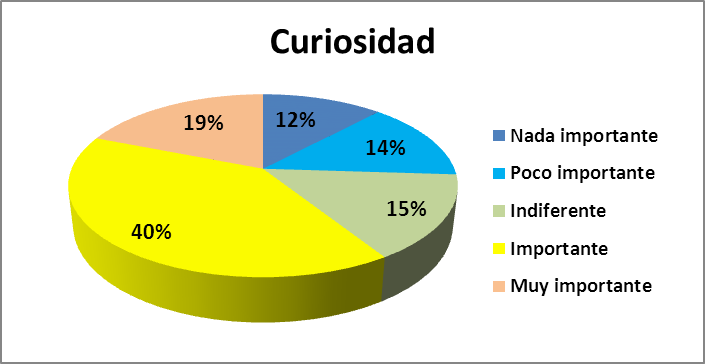 Curiosidad
19%
12%
14%
15%
40%
Nada importante
Poco importante
Indiferente
Importante
Muy importante